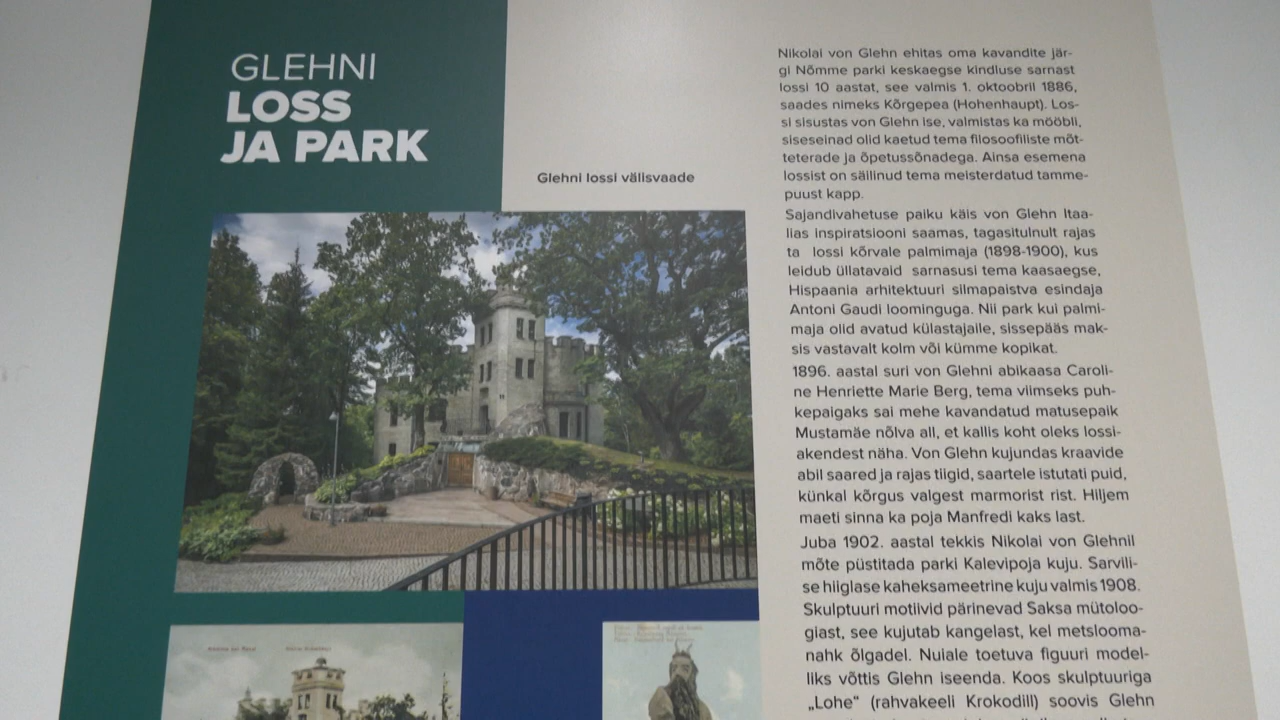 GLEHNI
LOSS
JA PARK
Glehni lossi välisvaade
Nikolai von Glehn ehitas oma kavandite jär-
gi Nõmme parki keskaegse kindluse sarnast
lossi 10 aastat, see valmis 1. oktoobril 1886,
saades nimeks Kõrgepea (Hohenhaupt). Los-
si sisustas von Glehn ise, valmistas ka mööbli,
siseseinad olid kaetud tema filosoofiliste mõt-
teterade ja õpetussõnadega. Ainsa esemena
lossist on säilinud tema meisterdatud tamme-
puust kapp.
Sajandivahetuse paiku käis von Glehn Itaa-
lias inspiratsiooni saamas, tagasitulnult rajas
ta lossi kõrvale palmimaja (1898-1900), kus
leidub üllatavaid sarnasusi tema kaasaegse,
Hispaania arhitektuuri silmapaistva esindaja
Antoni Gaudi loominguga. Nii park kui palmi-
maja olid avatud külastajaile, sissepääs mak-
sis vastavalt kolm või kümme kopikat.
1896. aastal suri von Glehni abikaasa Caroli-
ne Henriette Marie Berg, tema viimseks puh-
kepaigaks sai mehe kavandatud matusepaik
Mustamäe nõlva all, et kallis koht oleks lossi-
akendest näha. Von Glehn kujundas kraavide
abil saared ja rajas tiigid, saartele istutati puid,
künkal kõrgus valgest marmorist rist. Hiljem
maeti sinna ka poja Manfredi kaks last.
Juba 1902. aastal tekkis Nikolai von Glehnil
mõte püstitada parki Kalevipoja kuju. Sarvili-
se hiiglase kaheksameetrine kuju valmis 1908.
Skulptuuri motiivid pärinevad Saksa mütoloo-
giast, see kujutab kangelast, kel metslooma-
nahk õlgadel. Nuiale toetuva figuuri model-
liks võttis Glehn iseenda. Koos skulptuuriga
„Lohe" (rahvakeeli Krokodill) soovis Glehn